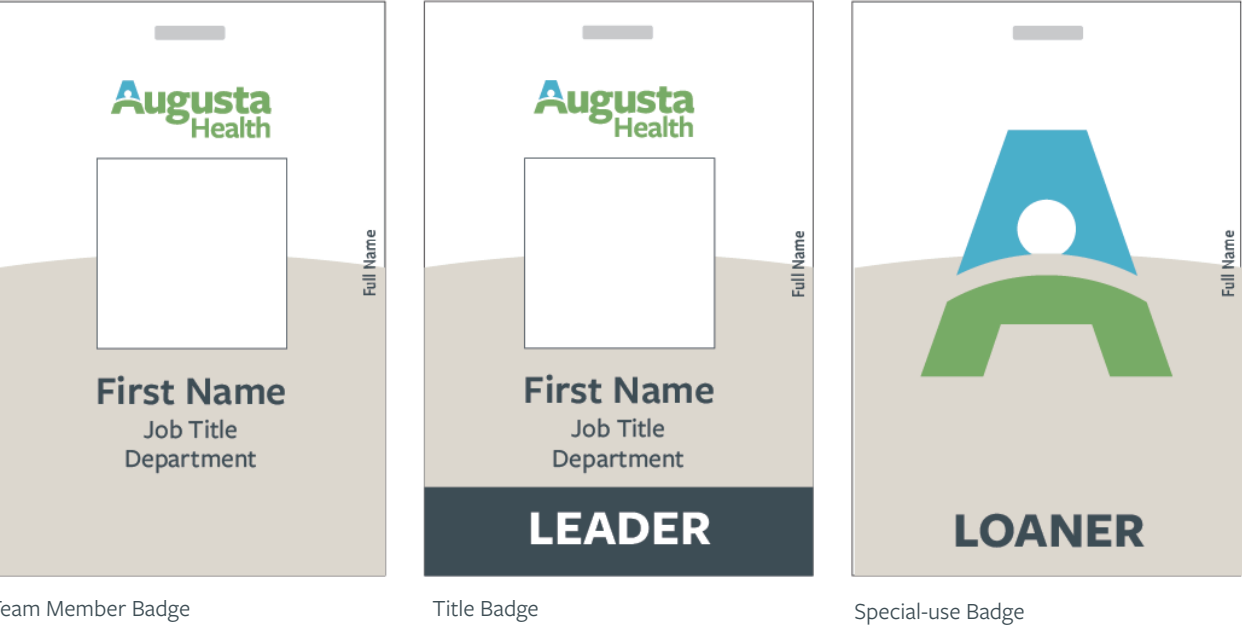 Augusta
Health
Full Name
First Name
Job Title
Department
Team Member Badge
Augusta
Health
Full Name
First Name
Job Title
Department
LEADER
Title Badge
Full Name
LOANER
Special-use Badge